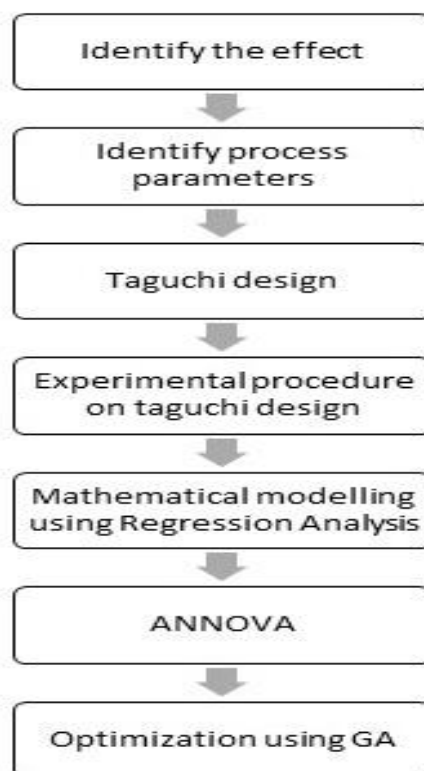 Identify the effect
Identify process
parameters
Taguchi design
Experimental procedure
on taguchi design
Mathematical modelling
using Regression Analysis
ANNOVA
Optimization using GA